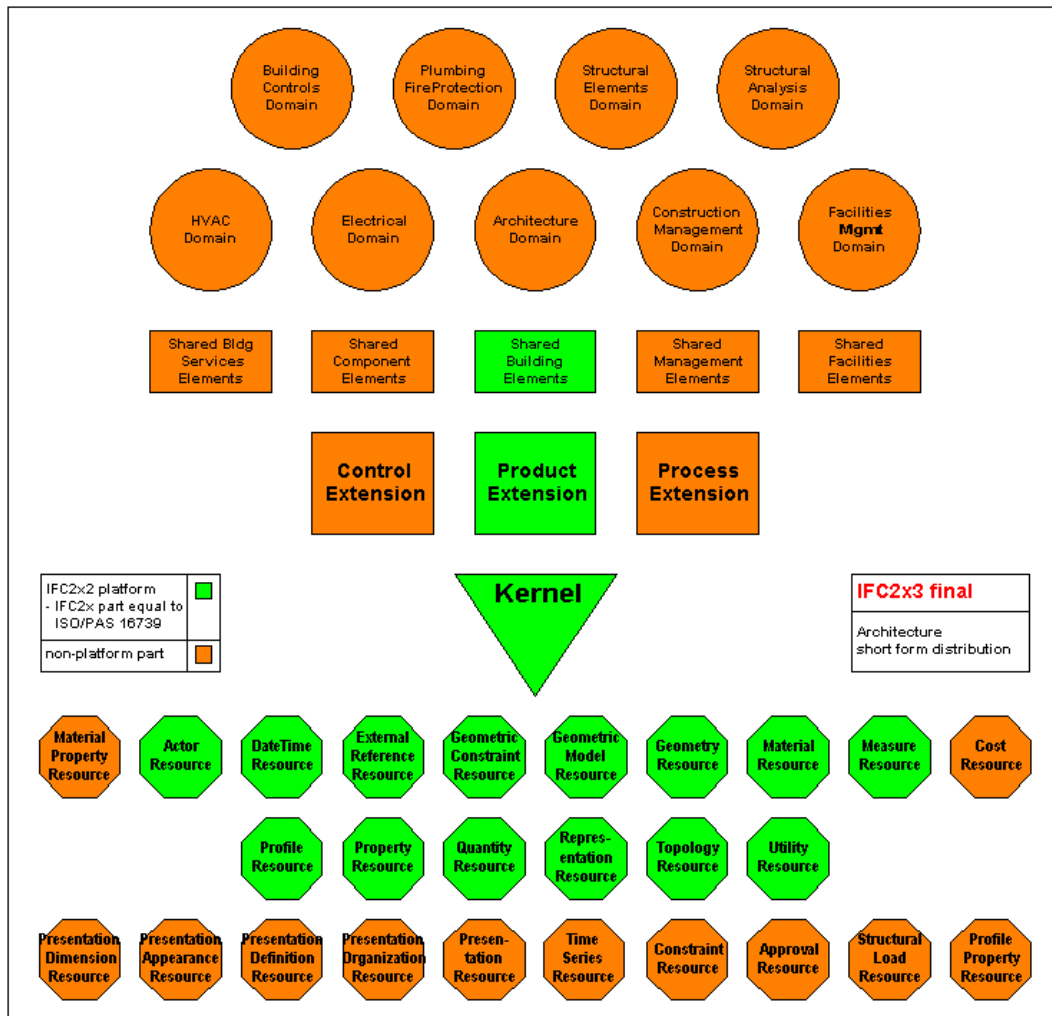 Building
Controls
Domain
Plumbing
FireProtection
Domain
Structural
Elements
Domain
Structural
Analysis
Domain
HVAC
Domain
Electrical
Domain
Architecture
Domain
Construction
Management
Domain
Facilities
Mgmt
Domain
Shared Bldg
Services
Elements
Shared
Component
Elements
Shared
Building
Elements
Shared
Management
Elements
Shared
Facilities
Elements
Control
Extension
Product
Extension
Process
Extension
IFC2x2 platform
- IFC2x part equal to
ISO/PAS 16739
non-platform part
Kernel
IFC2x3 final
Architecture
short form distribution
Material
Property
Resource
Actor
Resource
DateTime
Resource
External
Reference
Resource
Geometric
Constraint
Resource
Geometric
Model
Resource
Geometry
Resource
Material
Resource
Measure
Resource
Cost
Resource
Profile
Resource
Property
Resource
Quantity
Resource
Repres-
entation
Resource
Topology
Resource
Utility
Resource
Presentation
Dimension
Resource
Presentation
Appearance
Resource
Presentation
Definition
Resource
Presentation
Organization
Resource
Presen-
tation
Resource
Time
Series
Resource
Constraint
Resource
Approval
Resource
Structural
Load
Resource
Profile
Property
Resource